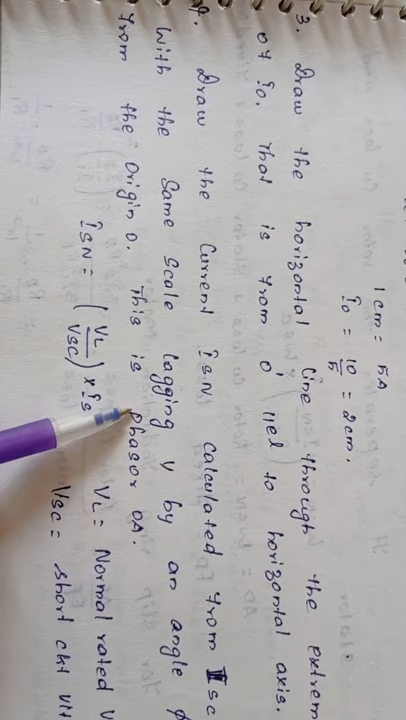 1 cm = 5A
I0 = 10/5 = 2cm.
3. Draw the horizontal line through the extrem
of I0. that is from o' llel to horizontal axis.
Draw the current ISN calculated from Isc
with the same scale lagging V by an angle φ
from the origin O. This is phasor OA.
ISN = (VL/VSC) × Is
VL = Normal rated V
VSC = short ckt Vlt